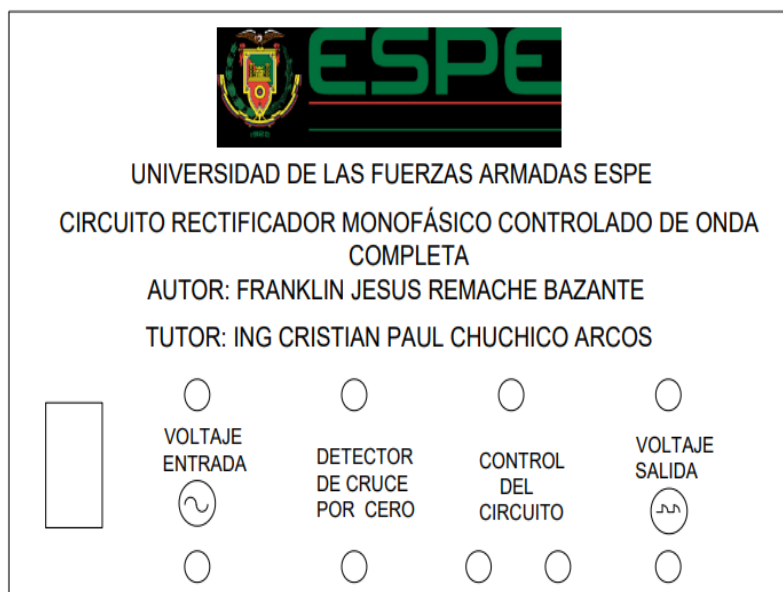 ESPE
UNIVERSIDAD DE LAS FUERZAS ARMADAS ESPE
CIRCUITO RECTIFICADOR MONOFÁSICO CONTROLADO DE ONDA
COMPLETA
AUTOR: FRANKLIN JESUS REMACHE BAZANTE
TUTOR: ING CRISTIAN PAUL CHUCHICO ARCOS
VOLTAJE
ENTRADA
DETECTOR
DE CRUCE
POR CERO
CONTROL
DEL
CIRCUITO
VOLTAJE
SALIDA